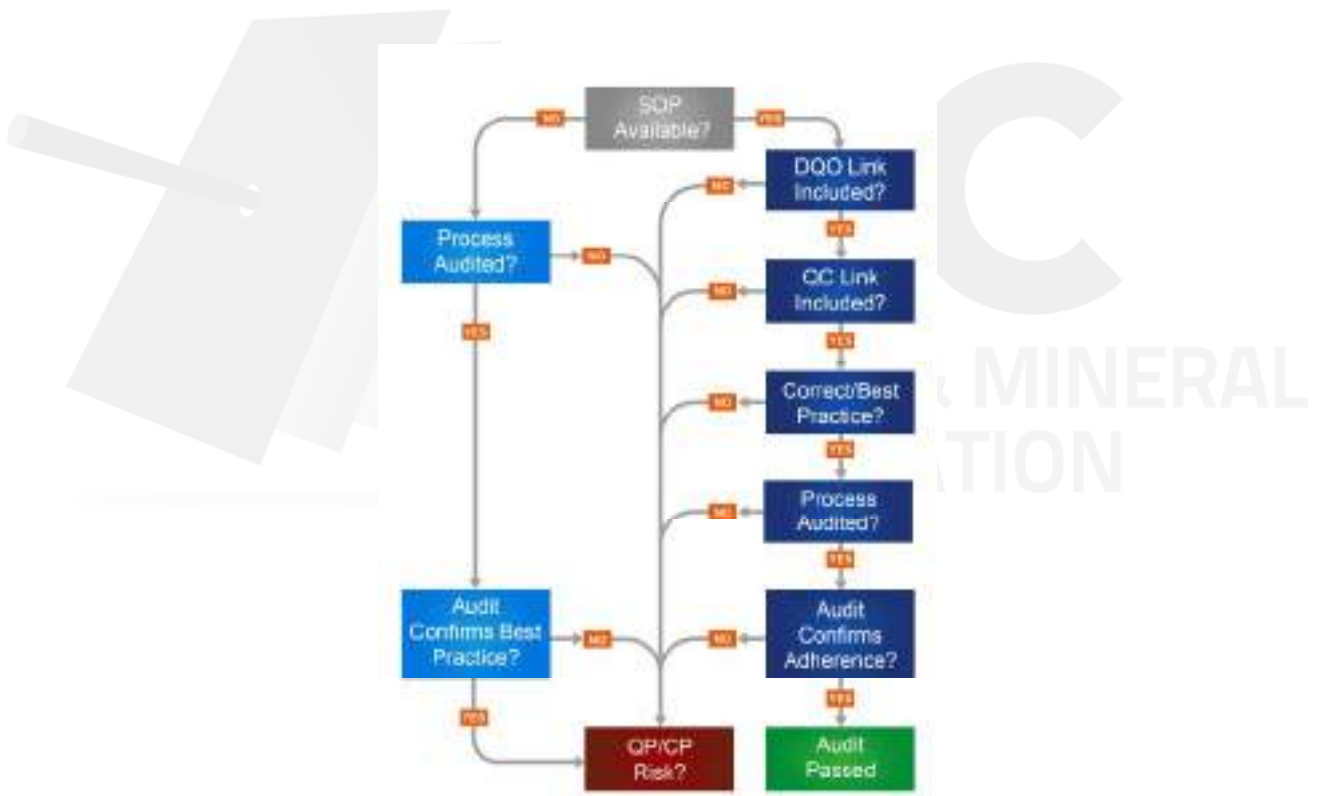 SOP
Available?
NO
YES
DQO Link
Included?
NO
YES
Process
Audited?
NO
YES
QC Link
Included?
NO
YES
Correct/Best
Practice?
NO
YES
Process
Audited?
NO
YES
Audit
Confirms Best
Practice?
NO
YES
Audit
Confirms
Adherence?
NO
YES
QP/CP
Risk?
Audit
Passed
C
& MINERAL
ATION